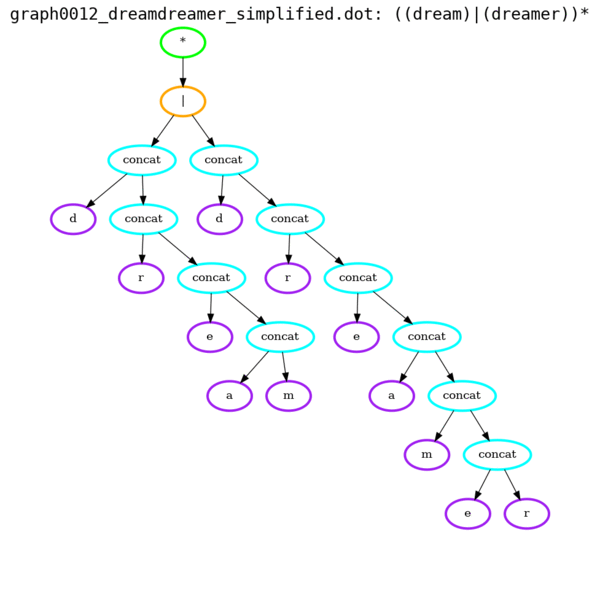 graph0012_dreamdreamer_simplified.dot: ((dream)|(dreamer))*
*
|
concat concat
d concat d concat
r concat r concat
e concat e concat
a m a concat
m concat
e r